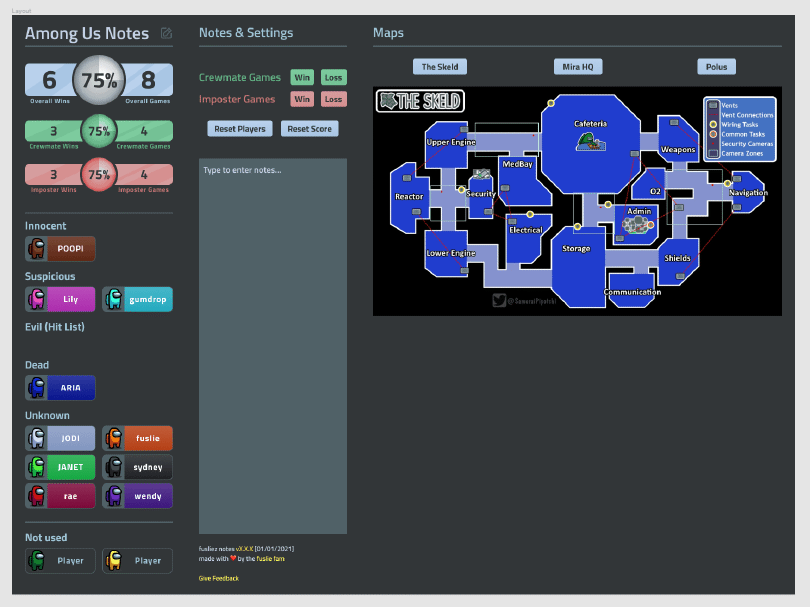 Layout
Among Us Notes
6 75% 8
Overall Wins Overall Games
3 75% 4
Crewmate Wins Crewmate Games
3 75% 4
Imposter Wins Imposter Games
Innocent
POOPI
Suspicious
Lily gumdrop
Evil (Hit List)
Dead
ARIA
Unknown
JODI fuslie
JANET sydney
rae wendy
Not used
Player Player
Notes & Settings
Crewmate Games Win Loss
Imposter Games Win Loss
Reset Players Reset Score
Type to enter notes...
fusliez notes vX.X.X [01/01/2021]
made with ❤ by the fuslie fam
Give Feedback
Maps
The Skeld Mira HQ Polus
THE SKELD
Vents
Vent Connections
Wiring Tasks
Common Tasks
Security Cameras
Camera Zones
Cafeteria
Upper Engine
Weapons
MedBay
Reactor
Security
O2
Navigation
Admin
Electrical
Lower Engine
Storage
Shields
Communication